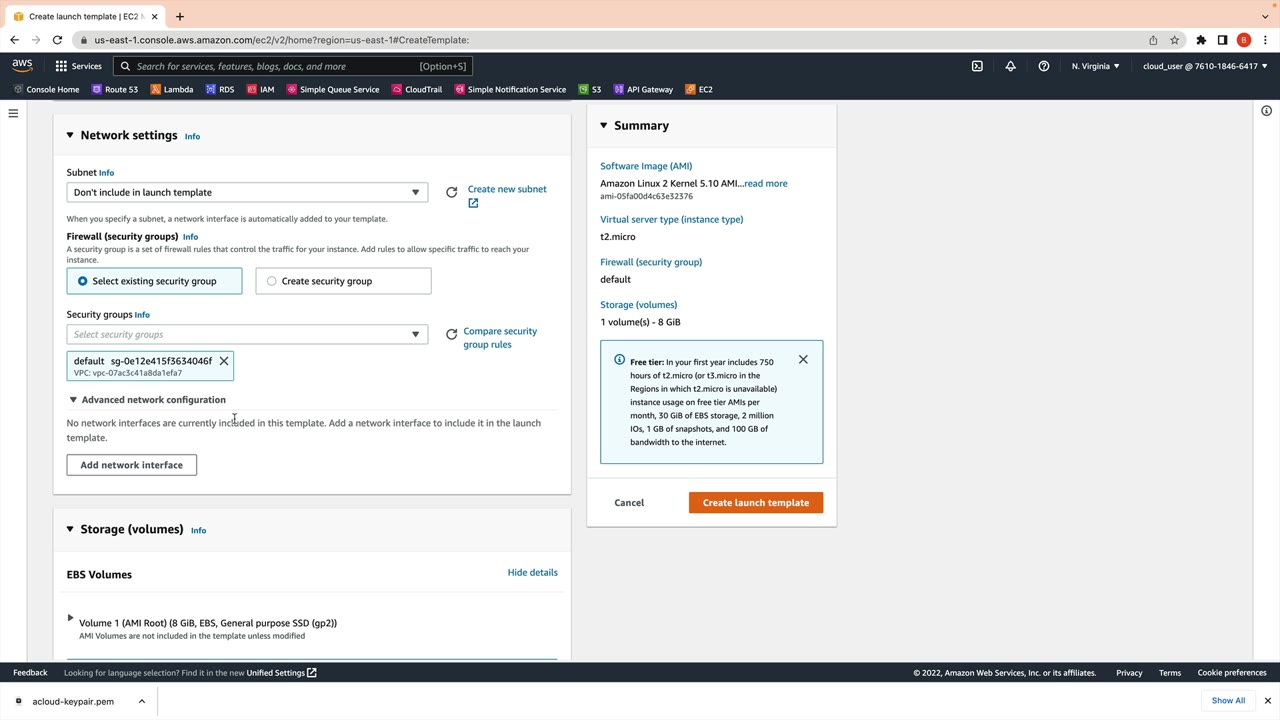 Create launch template | EC2 M
us-east-1.console.aws.amazon.com/ec2/v2/home?region=us-east-1#CreateTemplate:
B
aws
Services
Search for services, features, blogs, docs, and more
[Option+S]
N. Virginia
cloud_user @ 7610-1846-6417
Console Home
Route 53
Lambda
RDS
IAM
Simple Queue Service
CloudTrail
Simple Notification Service
S3
API Gateway
EC2
Network settings Info
Subnet Info
Don't include in launch template
Create new subnet
When you specify a subnet, a network interface is automatically added to your template.
Firewall (security groups) Info
A security group is a set of firewall rules that control the traffic for your instance. Add rules to allow specific traffic to reach your
instance.
Select existing security group
Create security group
Security groups Info
Select security groups
Compare security
group rules
default sg-0e12e415f3634046f
VPC: vpc-07ac3c41a8da1efa7
Advanced network configuration
No network interfaces are currently included in this template. Add a network interface to include it in the launch
template.
Add network interface
Storage (volumes) Info
EBS Volumes
Hide details
Volume 1 (AMI Root) (8 GiB, EBS, General purpose SSD (gp2))
AMI Volumes are not included in the template unless modified
Summary
Software Image (AMI)
Amazon Linux 2 Kernel 5.10 AMI...read more
ami-05fa00d4c63e32376
Virtual server type (instance type)
t2.micro
Firewall (security group)
default
Storage (volumes)
1 volume(s) - 8 GiB
Free tier: In your first year includes 750
hours of t2.micro (or t3.micro in the
Regions in which t2.micro is unavailable)
instance usage on free tier AMIs per
month, 30 GiB of EBS storage, 2 million
IOs, 1 GB of snapshots, and 100 GB of
bandwidth to the internet.
Cancel
Create launch template
Feedback
Looking for language selection? Find it in the new Unified Settings
© 2022, Amazon Web Services, Inc. or its affiliates.
Privacy
Terms
Cookie preferences
acloud-keypair.pem
Show All